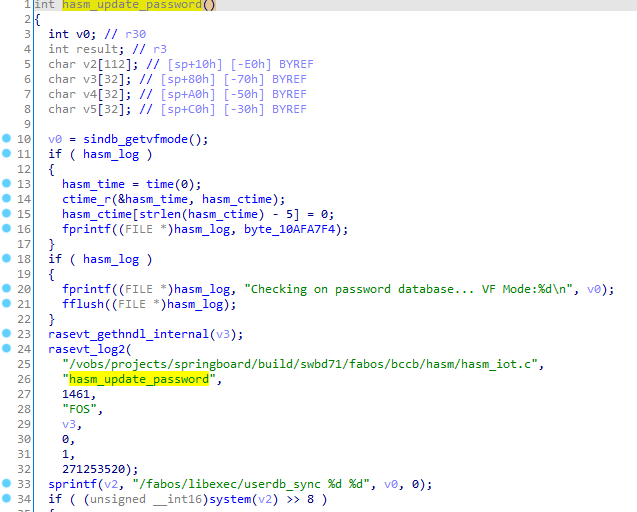 1 int hasm_update_password()
2 {
3 int v0; // r30
4 int result; // r3
5 char v2[112]; // [sp+10h] [-E0h] BYREF
6 char v3[32]; // [sp+80h] [-70h] BYREF
7 char v4[32]; // [sp+A0h] [-50h] BYREF
8 char v5[32]; // [sp+C0h] [-30h] BYREF
9
10 v0 = sindb_getvfmode();
11 if ( hasm_log )
12 {
13 hasm_time = time(0);
14 ctime_r(&hasm_time, hasm_ctime);
15 hasm_ctime[strlen(hasm_ctime) - 5] = 0;
16 fprintf((FILE *)hasm_log, byte_10AFA7F4);
17 }
18 if ( hasm_log )
19 {
20 fprintf((FILE *)hasm_log, "Checking on password database... VF Mode:%d\n", v0);
21 fflush((FILE *)hasm_log);
22 }
23 rasevt_gethndl_internal(v3);
24 rasevt_log2(
25 "/vobs/projects/springboard/build/swbd71/fabos/bccb/hasm/hasm_iot.c",
26 "hasm_update_password",
27 1461,
28 "FOS",
29 v3,
30 0,
31 1,
32 271253520);
33 sprintf(v2, "/fabos/libexec/userdb_sync %d %d", v0, 0);
34 if ( (unsigned __int16)system(v2) >> 8 )